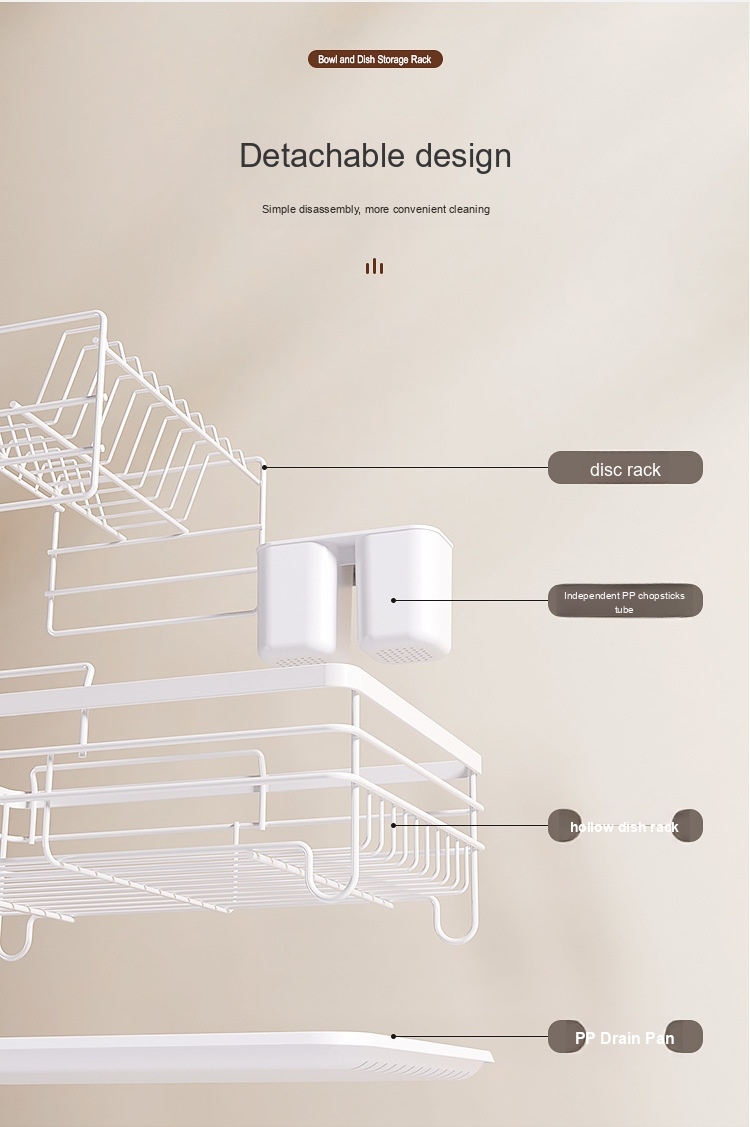 Bowl and Dish Storage Rack
Detachable design
Simple disassembly, more convenient cleaning
disc rack
Independent PP chopsticks
tube
hollow dish rack
PP Drain Pan